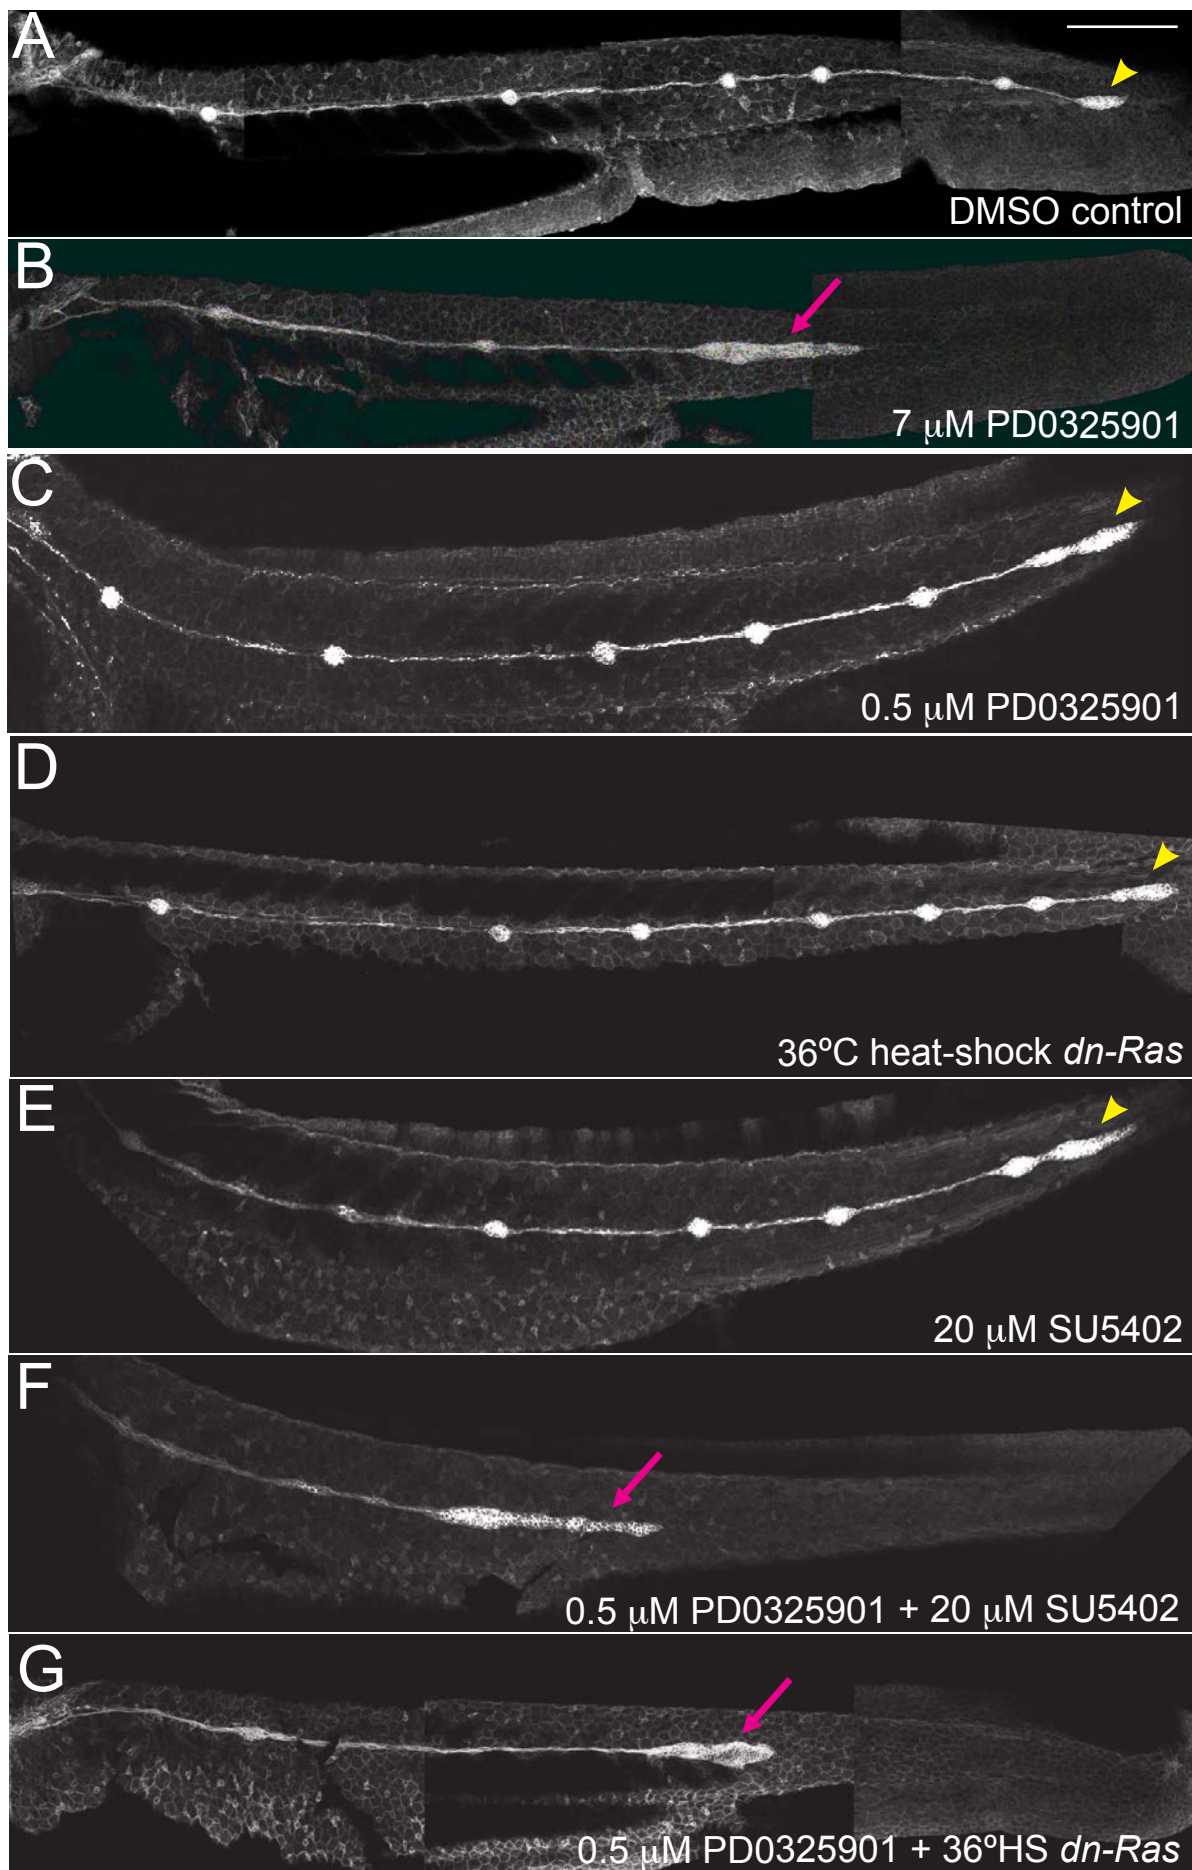 A
DMSO control
B
7 μM PD0325901
C
0.5 μM PD0325901
D
36ºC heat-shock dn-Ras
E
20 μM SU5402
F
0.5 μM PD0325901 + 20 μM SU5402
G
0.5 μM PD0325901 + 36ºHS dn-Ras